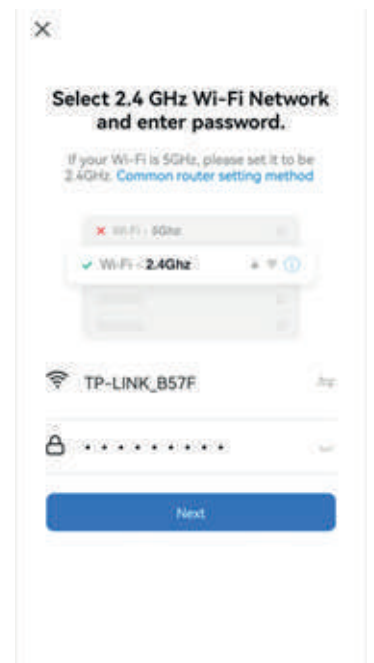 Select 2.4 GHz Wi-Fi Network
and enter password.
If your Wi-Fi is 5GHz, please set it to be
2.4GHz. Common router setting method
Wi-Fi - 5Ghz
Wi-Fi - 2.4Ghz
TP-LINK_B57F
Next